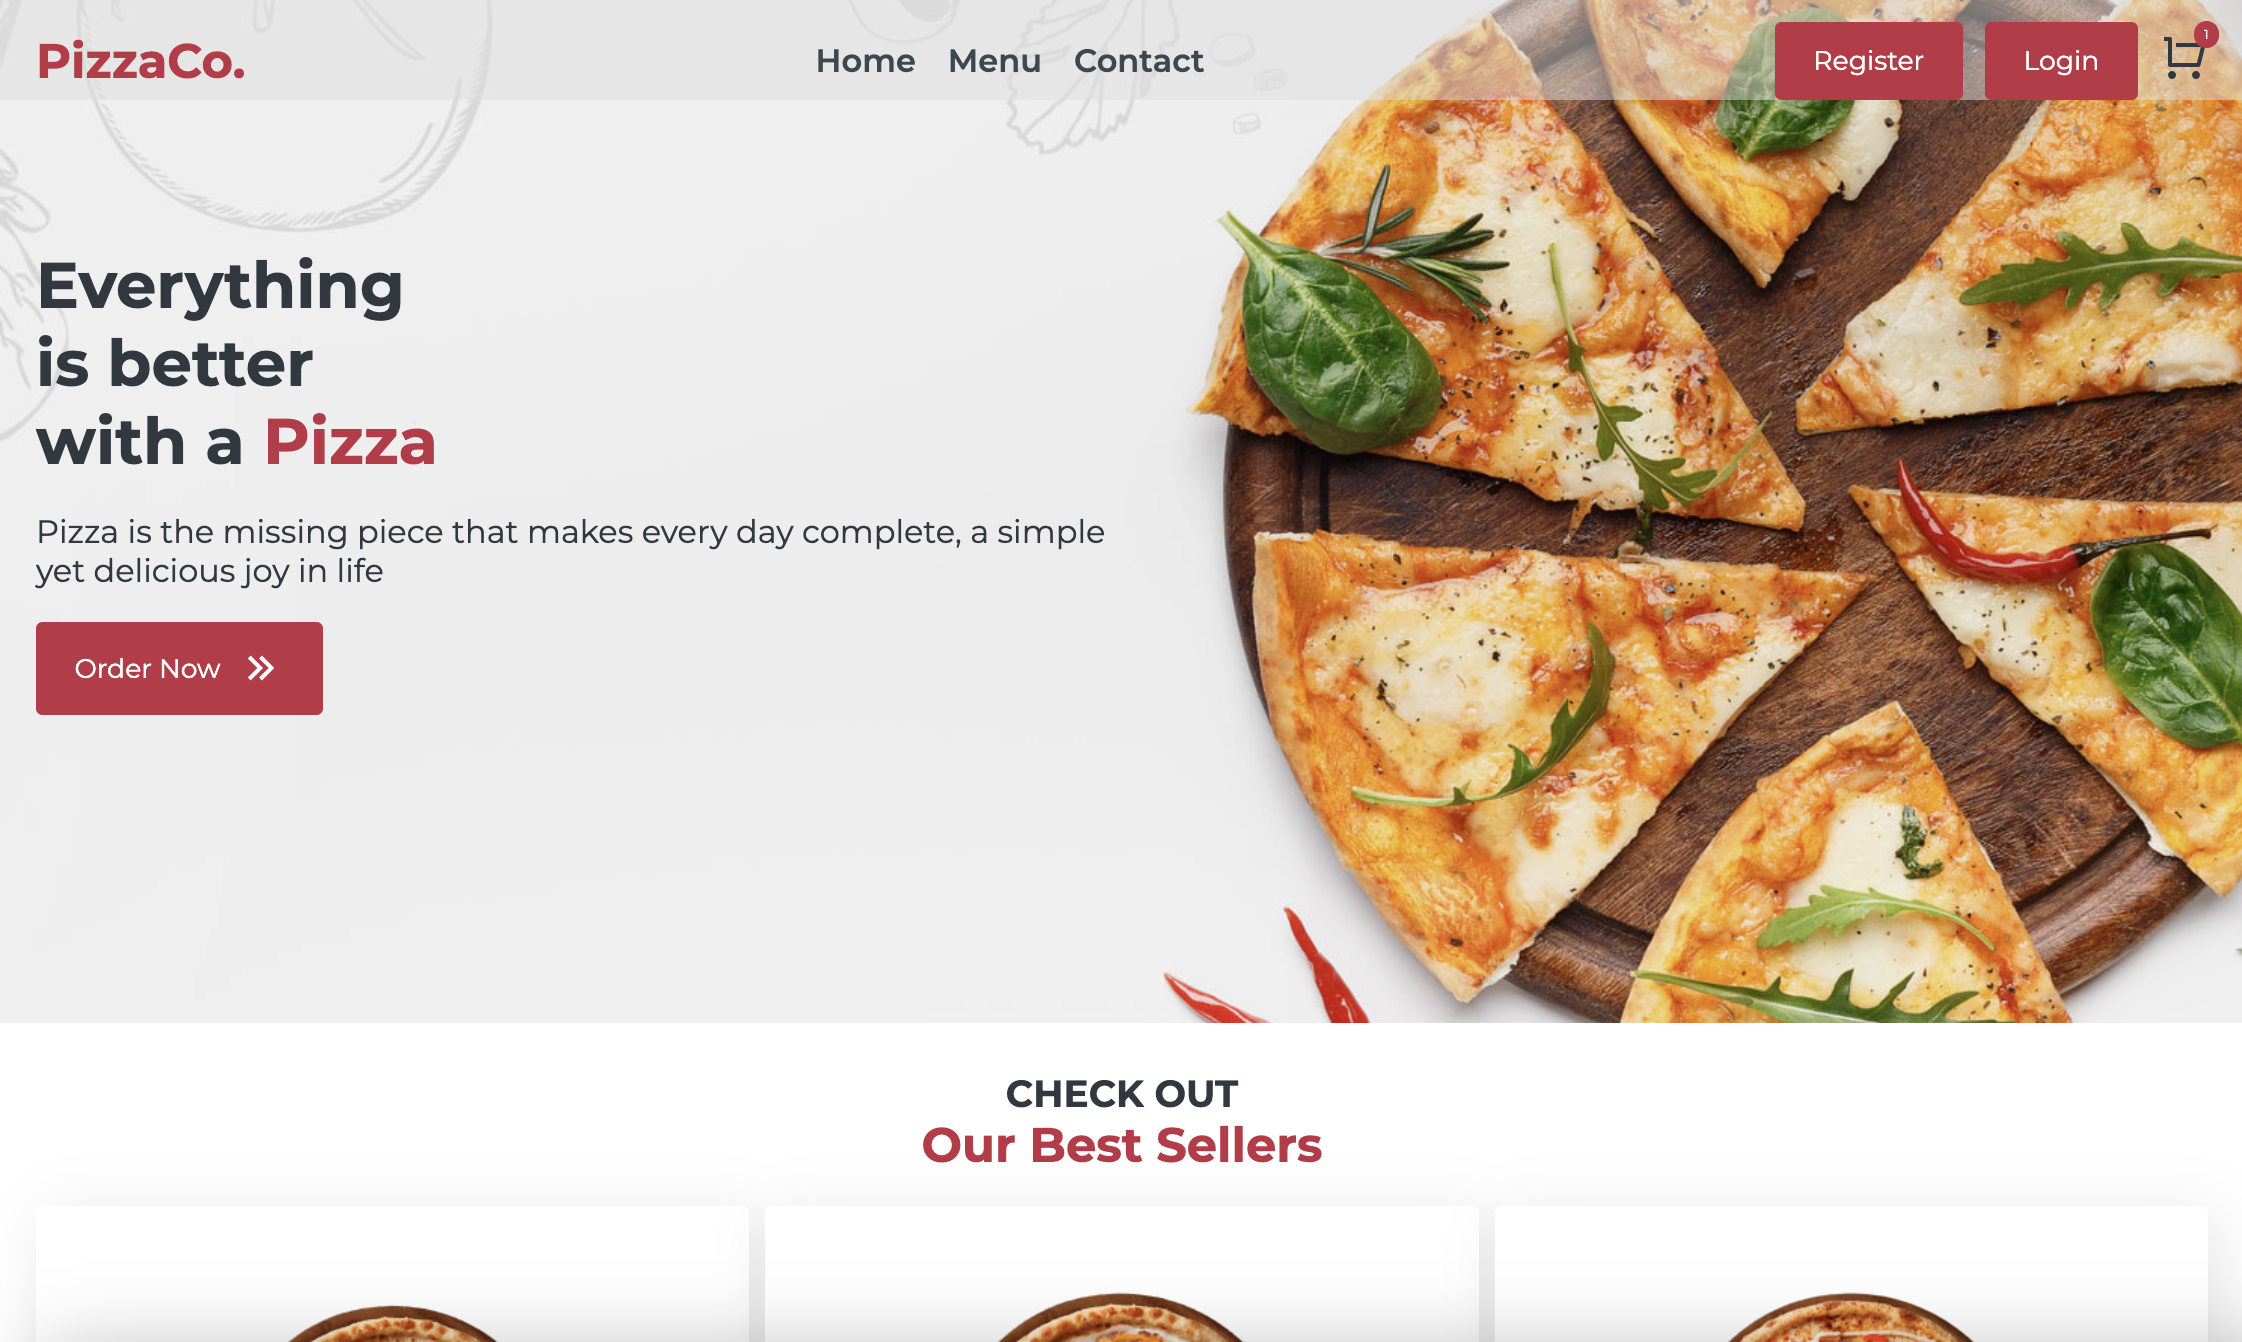 PizzaCo.
Home Menu Contact
Register Login
1
Everything
is better
with a Pizza
Pizza is the missing piece that makes every day complete, a simple
yet delicious joy in life
Order Now
CHECK OUT
Our Best Sellers